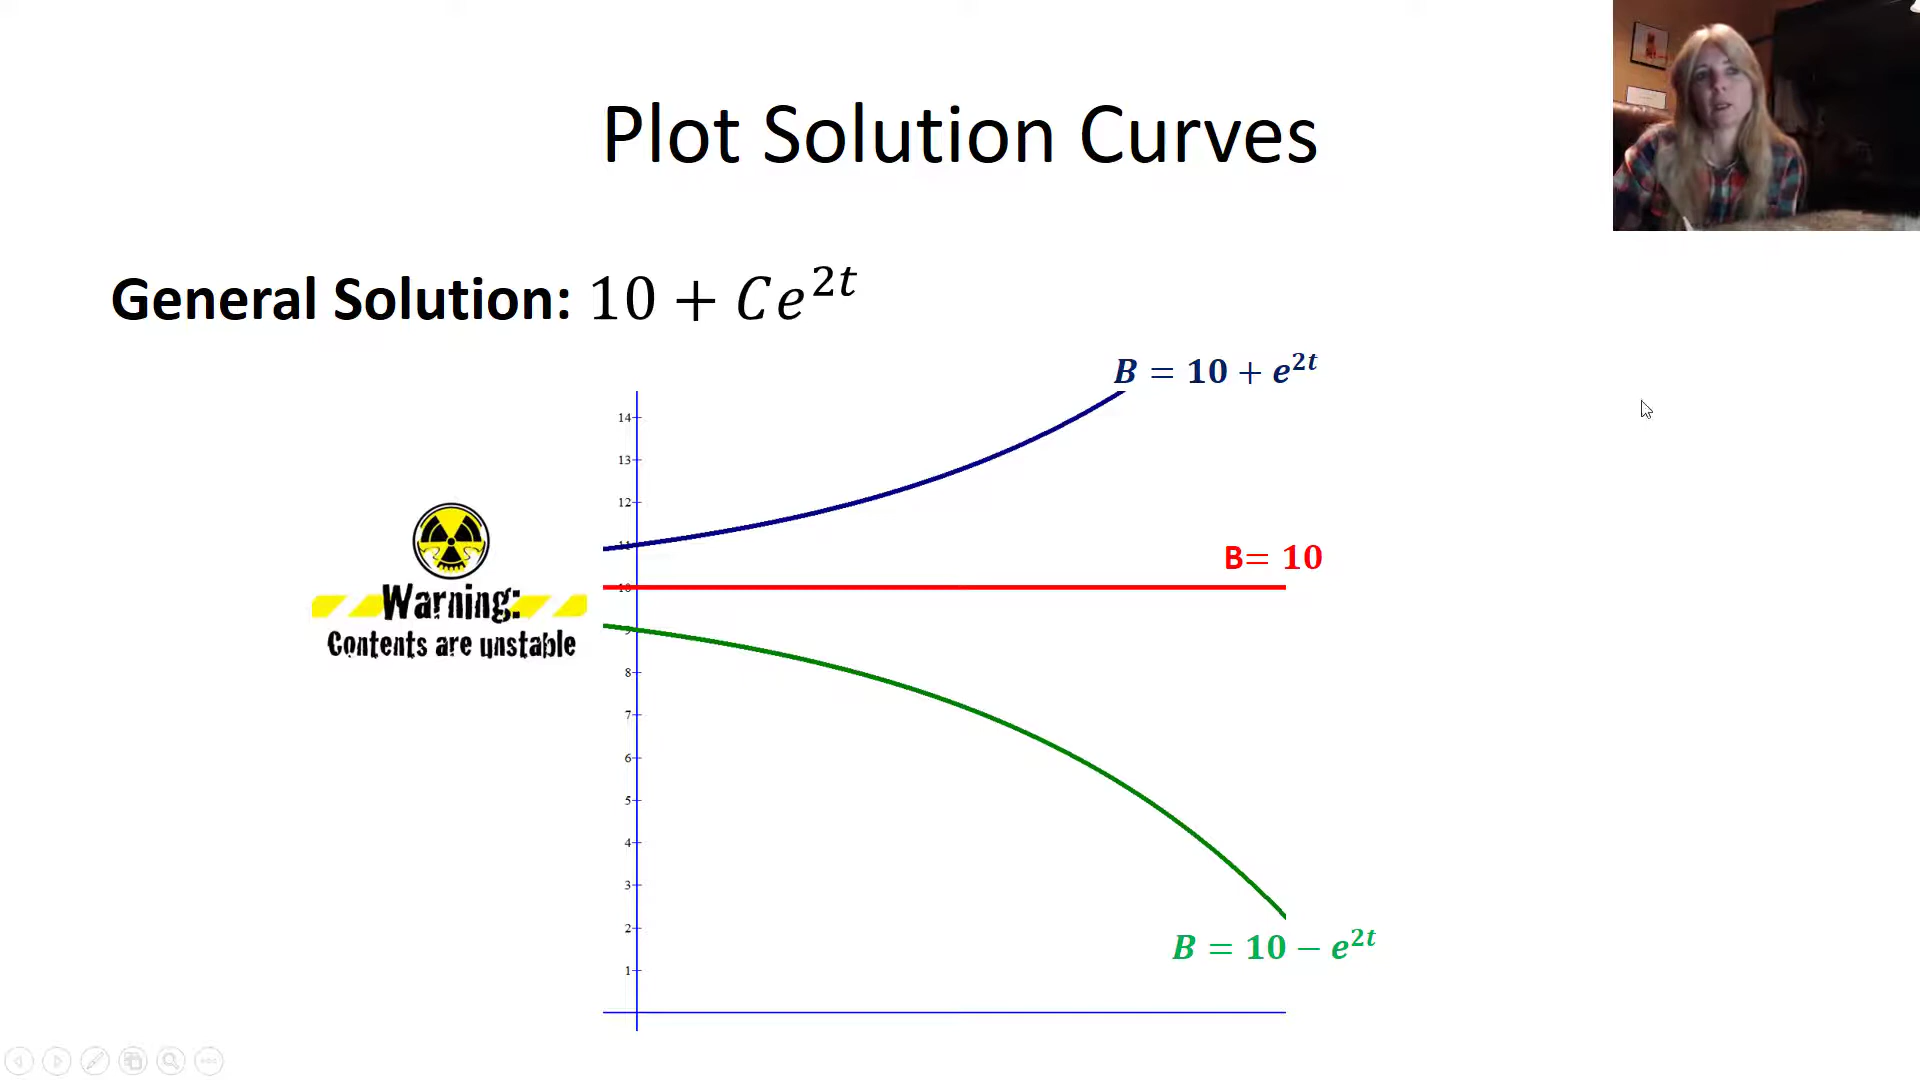 Plot Solution Curves
General Solution: 10 + Ce^{2t}
B = 10 + e^{2t}
14
13
12
11
B= 10
10
Warning:
Contents are unstable
9
8
7
6
5
4
3
2
B = 10 − e^{2t}
1